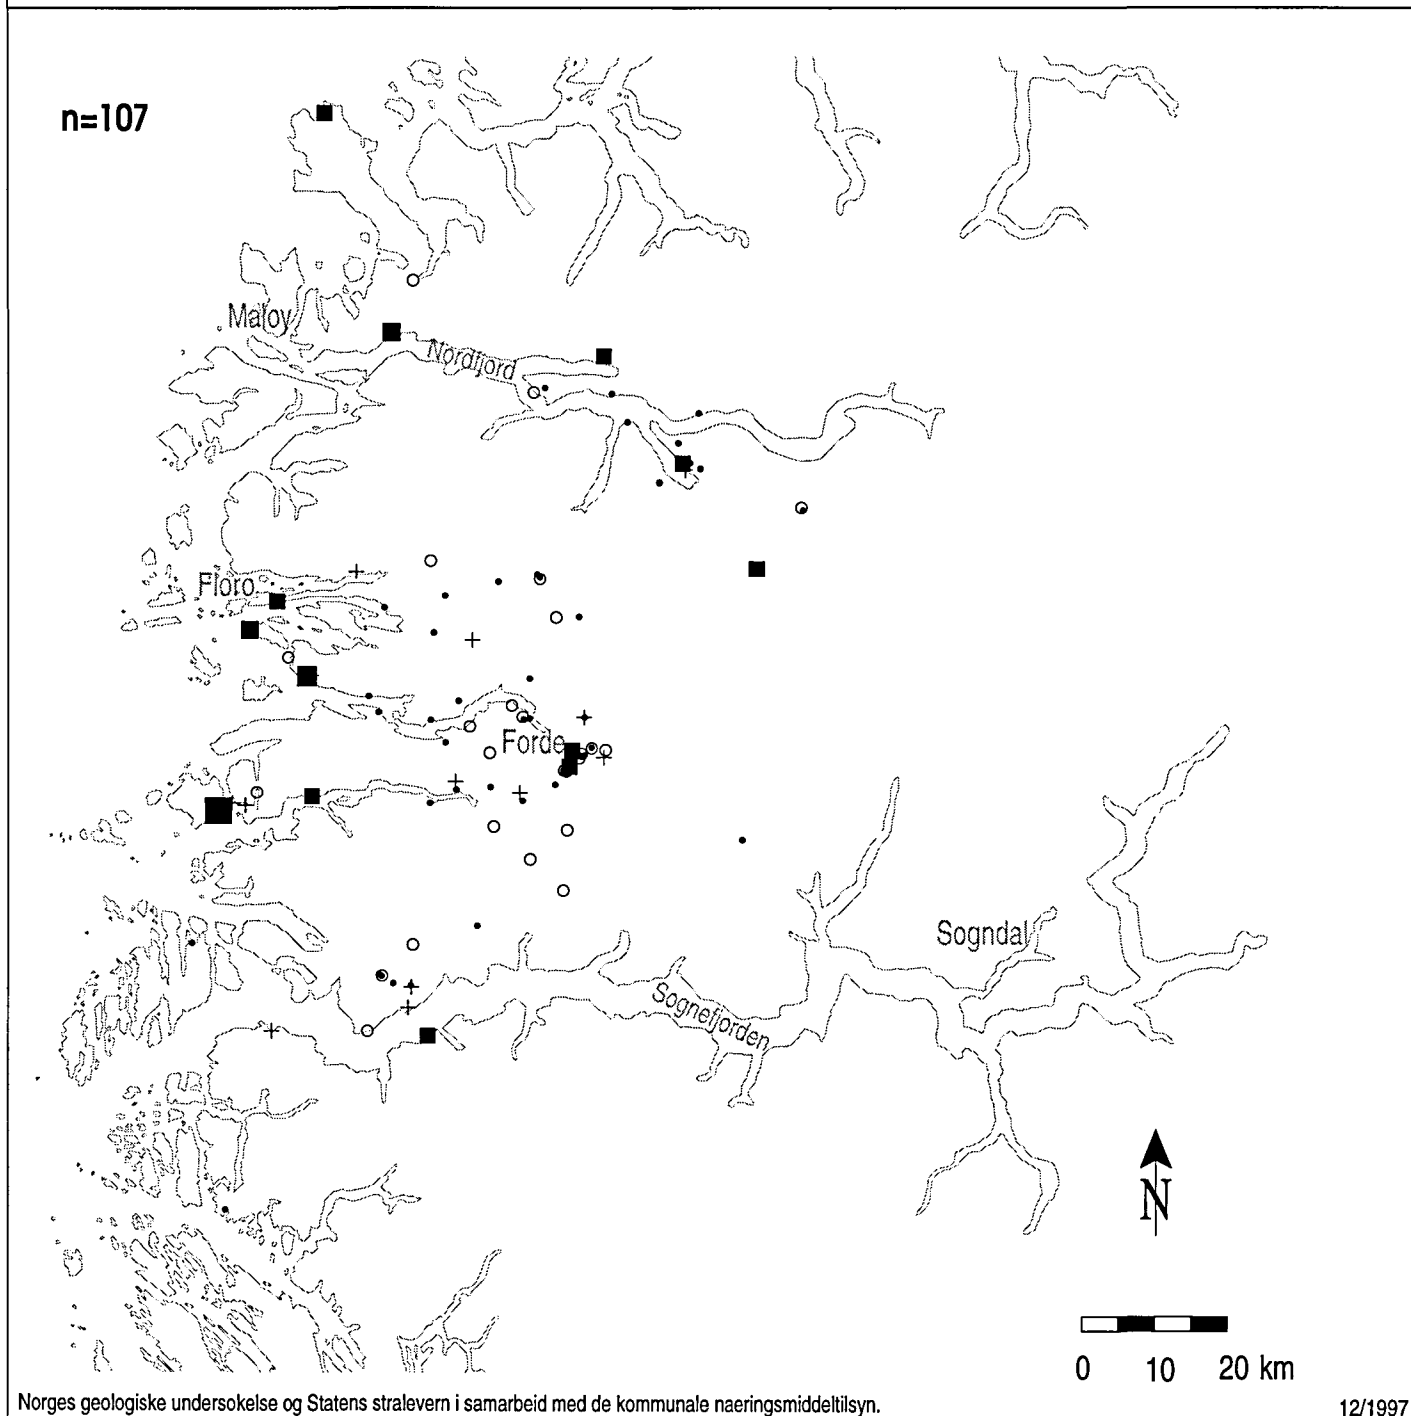 n=107
Maloy
Nordfjord
Floro
Forde
Sogndal
Sognefjorden
N
0 10 20 km
Norges geologiske undersokelse og Statens stralevern i samarbeid med de kommunale naeringsmiddeltilsyn.
12/1997